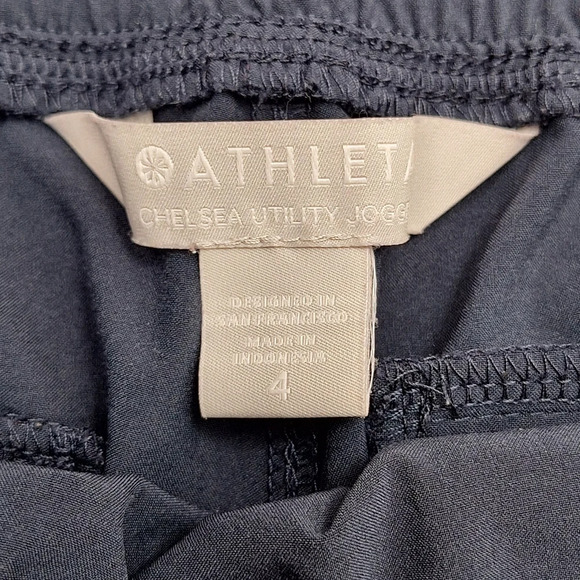 ATHLETA
CHELSEA UTILITY JOGG
DESIGNED IN
SAN FRANCISCO
MADE IN
INDONESIA
4